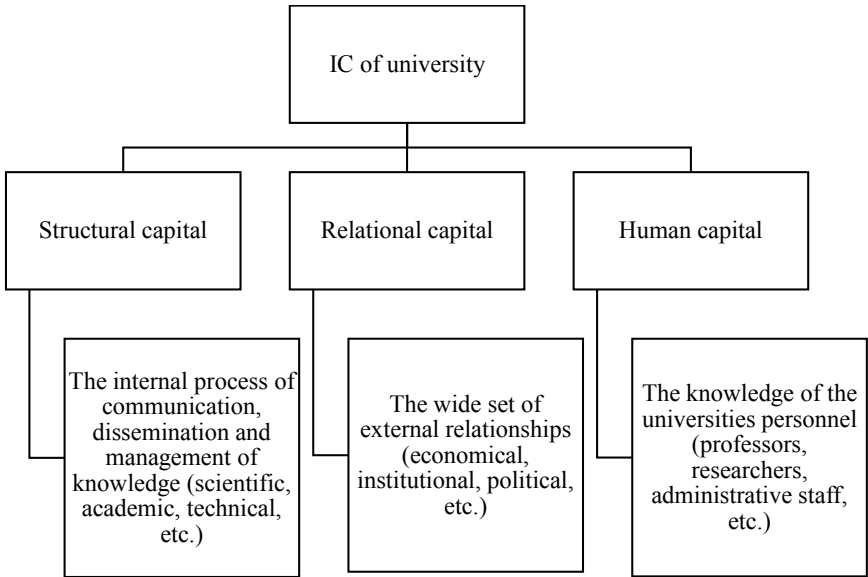 IC of university
Structural capital
Relational capital
Human capital
The internal process of
communication,
dissemination and
management of
knowledge (scientific,
academic, technical,
etc.)
The wide set of
external relationships
(economical,
institutional, political,
etc.)
The knowledge of the
universities personnel
(professors,
researchers,
administrative staff,
etc.)